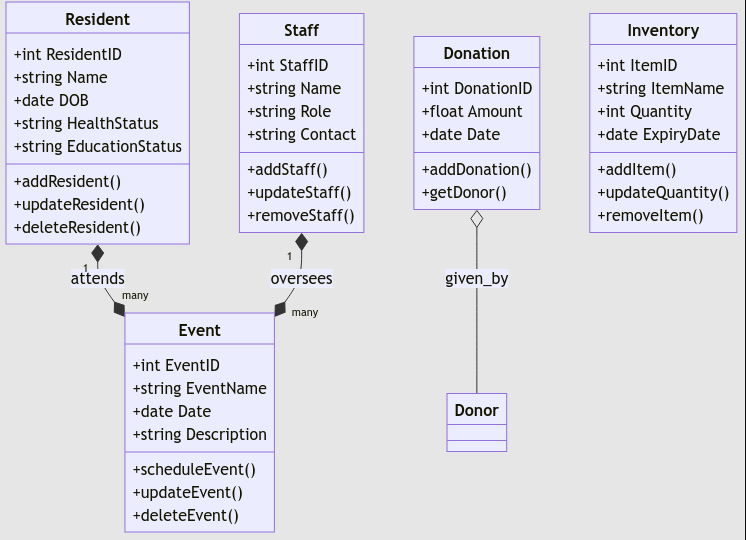 Resident
+int ResidentID
+string Name
+date DOB
+string HealthStatus
+string EducationStatus
+addResident()
+updateResident()
+deleteResident()
Staff
+int StaffID
+string Name
+string Role
+string Contact
+addStaff()
+updateStaff()
+removeStaff()
Donation
+int DonationID
+float Amount
+date Date
+addDonation()
+getDonor()
Inventory
+int ItemID
+string ItemName
+int Quantity
+date ExpiryDate
+addItem()
+updateQuantity()
+removeItem()
1
attends
many
1
oversees
many
given_by
Event
+int EventID
+string EventName
+date Date
+string Description
+scheduleEvent()
+updateEvent()
+deleteEvent()
Donor